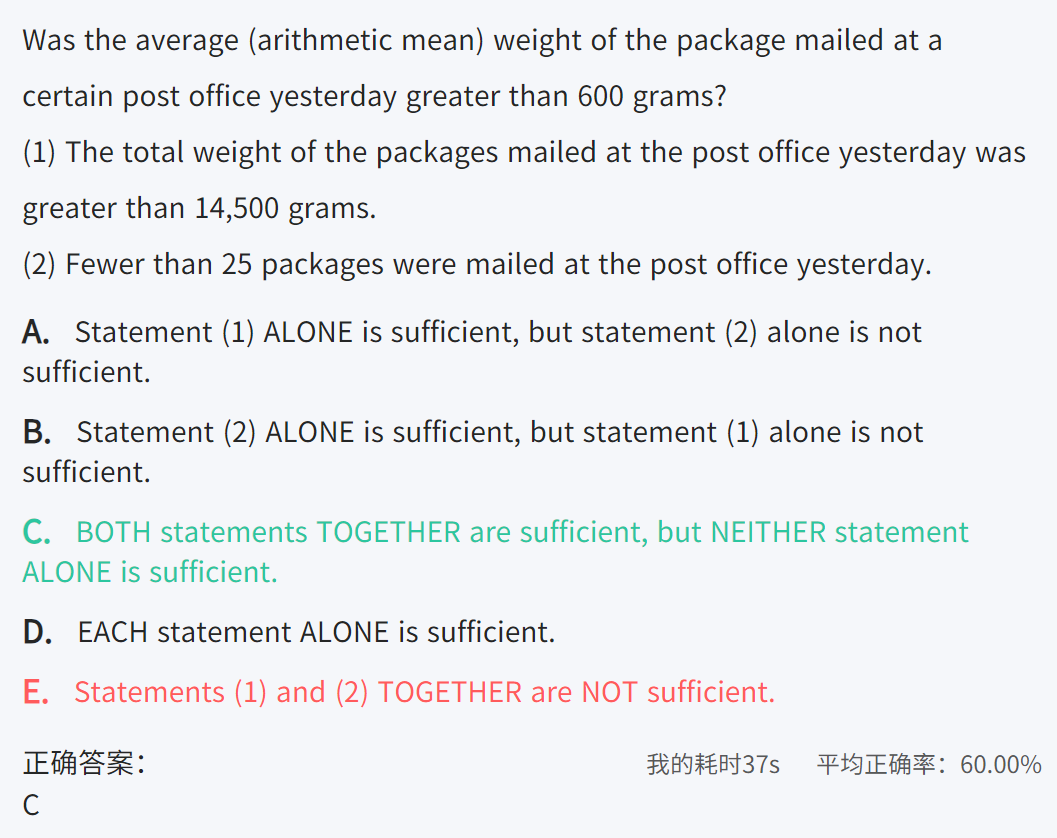 Was the average (arithmetic mean) weight of the package mailed at a
certain post office yesterday greater than 600 grams?
(1) The total weight of the packages mailed at the post office yesterday was
greater than 14,500 grams.
(2) Fewer than 25 packages were mailed at the post office yesterday.
A. Statement (1) ALONE is sufficient, but statement (2) alone is not
sufficient.
B. Statement (2) ALONE is sufficient, but statement (1) alone is not
sufficient.
C. BOTH statements TOGETHER are sufficient, but NEITHER statement
ALONE is sufficient.
D. EACH statement ALONE is sufficient.
E. Statements (1) and (2) TOGETHER are NOT sufficient.
正确答案： 我的耗时37s 平均正确率：60.00%
C